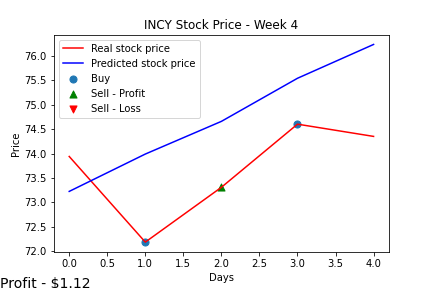 INCY Stock Price - Week 4
Real stock price
Predicted stock price
Buy
Sell - Profit
Sell - Loss
Price
76.0
75.5
75.0
74.5
74.0
73.5
73.0
72.5
72.0
0.0 0.5 1.0 1.5 2.0 2.5 3.0 3.5 4.0
Days
Profit - $1.12